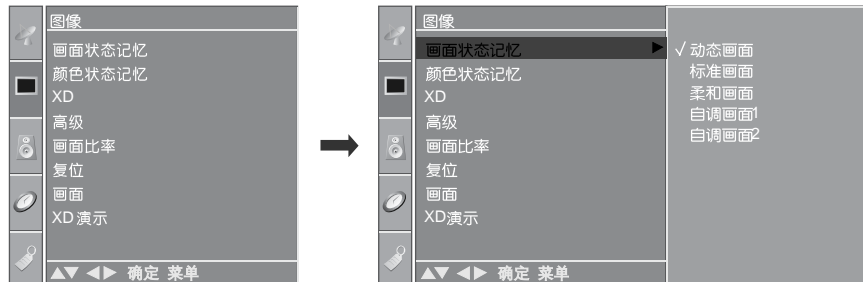 图像
画面状态记忆
颜色状态记忆
XD
高级
画面比率
复位
画面
XD 演示
▲▼ ◀▶ 确定 菜单
图像
画面状态记忆 ▶
颜色状态记忆
XD
高级
画面比率
复位
画面
XD演示
▲▼ ◀▶ 确定 菜单
√ 动态画面
标准画面
柔和画面
自调画面1
自调画面2